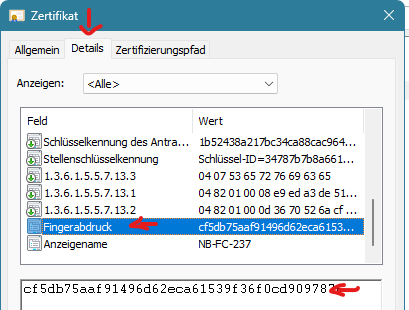 Zertifikat
Allgemein Details Zertifizierungspfad
Anzeigen: <Alle>
Feld Wert
Schlüsselkennung des Antra... 1b52438a217bc34ca88cac964...
Stellenschlüsselkennung Schlüssel-ID=34787b7b8a661...
1.3.6.1.5.5.7.13.3 04 07 53 65 72 76 69 63 65
1.3.6.1.5.5.7.13.1 04 82 01 00 08 e9 ed a3 de 51...
1.3.6.1.5.5.7.13.2 04 82 01 00 0d 36 70 52 6a cf ...
Fingerabdruck cf5db75aaf91496d62eca6153...
Anzeigename NB-FC-237